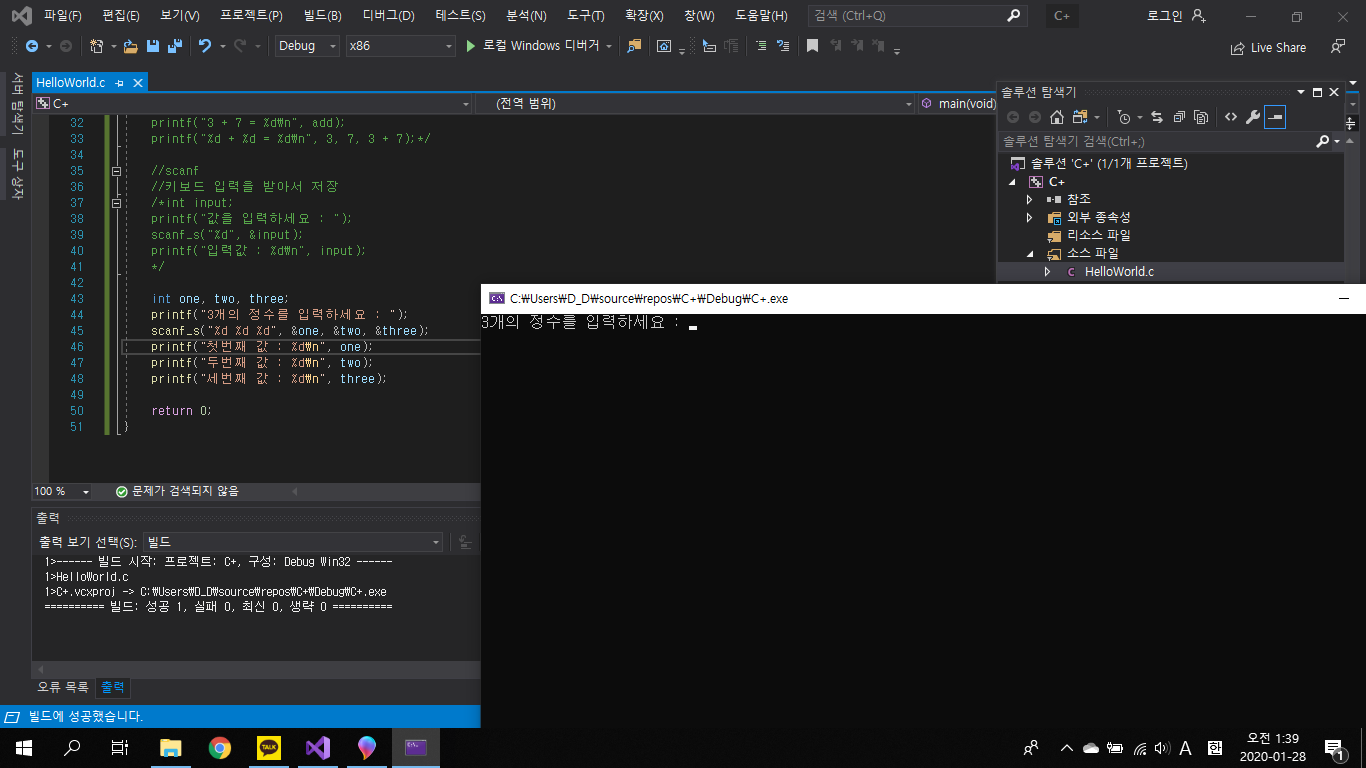 파일(F) 편집(E) 보기(V) 프로젝트(P) 빌드(B) 디버그(D) 테스트(S) 분석(N) 도구(T) 확장(X) 창(W) 도움말(H) 검색 (Ctrl+Q) C+ 로그인
Debug x86 로컬 Windows 디버거 Live Share
서버 탐색기
도구 상자
HelloWorld.c
C+ (전역 범위) main(void)
32 printf("3 + 7 = %d₩n", add);
33 printf("%d + %d = %d₩n", 3, 7, 3 + 7);*/
34
35 //scanf
36 //키보드 입력을 받아서 저장
37 /*int input;
38 printf("값을 입력하세요 : ");
39 scanf_s("%d", &input);
40 printf("입력값 : %d₩n", input);
41 */
42
43 int one, two, three;
44 printf("3개의 정수를 입력하세요 : ");
45 scanf_s("%d %d %d", &one, &two, &three);
46 printf("첫번째 값 : %d₩n", one);
47 printf("두번째 값 : %d₩n", two);
48 printf("세번째 값 : %d₩n", three);
49
50 return 0;
51 }
100 % 문제가 검색되지 않음
솔루션 탐색기
솔루션 탐색기 검색(Ctrl+;)
솔루션 'C+' (1/1개 프로젝트)
C+
참조
외부 종속성
리소스 파일
소스 파일
HelloWorld.c
C:₩Users₩D_D₩source₩repos₩C+₩Debug₩C+.exe
3개의 정수를 입력하세요 :
출력
출력 보기 선택(S): 빌드
1>------ 빌드 시작: 프로젝트: C+, 구성: Debug Win32 ------
1>HelloWorld.c
1>C+.vcxproj -> C:₩Users₩D_D₩source₩repos₩C+₩Debug₩C+.exe
========== 빌드: 성공 1, 실패 0, 최신 0, 생략 0 ==========
오류 목록 출력
빌드에 성공했습니다.
TALK
A 한 오전 1:39
2020-01-28
1